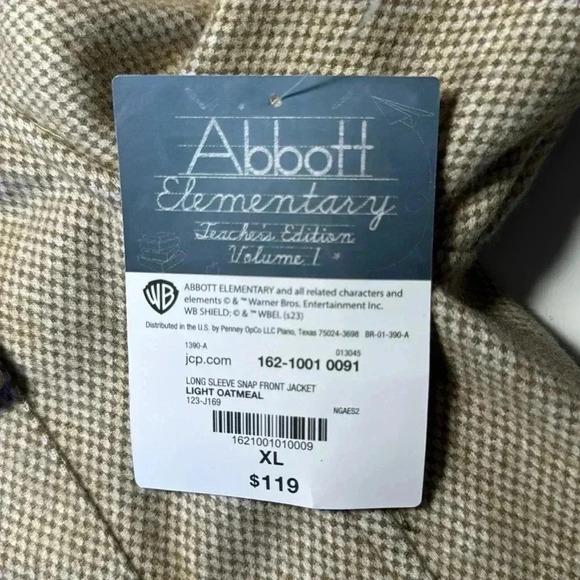 Abbott
Elementary
Teacher's Edition
Volume 1
WB
ABBOTT ELEMENTARY and all related characters and
elements © & ™ Warner Bros. Entertainment Inc.
WB SHIELD: © & ™ WBEI. (s23)
Distributed in the U.S. by Penney OpCo LLC Plano, Texas 75024-3698 BR-01-390-A
1390-A 013045
jcp.com 162-1001 0091
LONG SLEEVE SNAP FRONT JACKET
LIGHT OATMEAL
123-J169 NGAES2
1621001010009
XL
$119